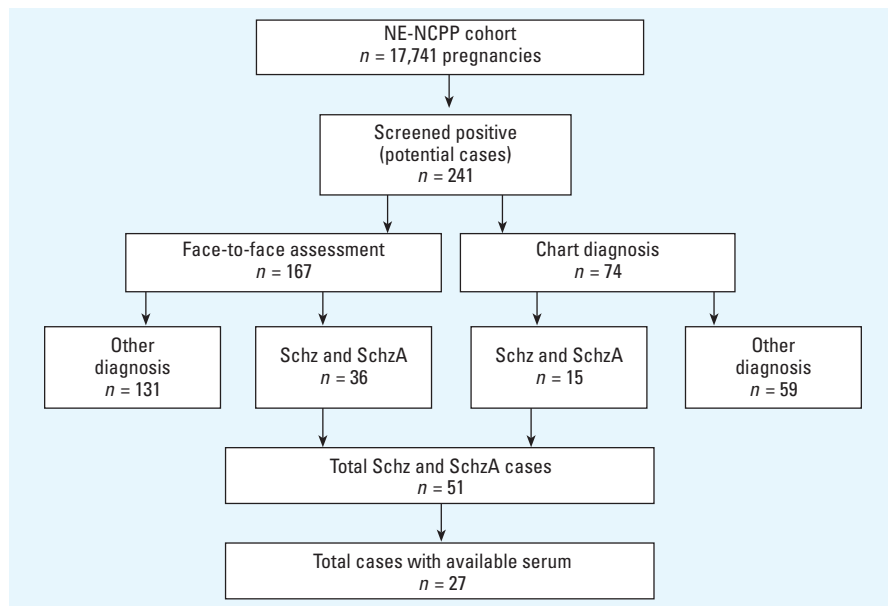 NE-NCPP cohort
n = 17,741 pregnancies
Screened positive
(potential cases)
n = 241
Face-to-face assessment
n = 167
Chart diagnosis
n = 74
Other
diagnosis
n = 131
Schz and SchzA
n = 36
Schz and SchzA
n = 15
Other
diagnosis
n = 59
Total Schz and SchzA cases
n = 51
Total cases with available serum
n = 27